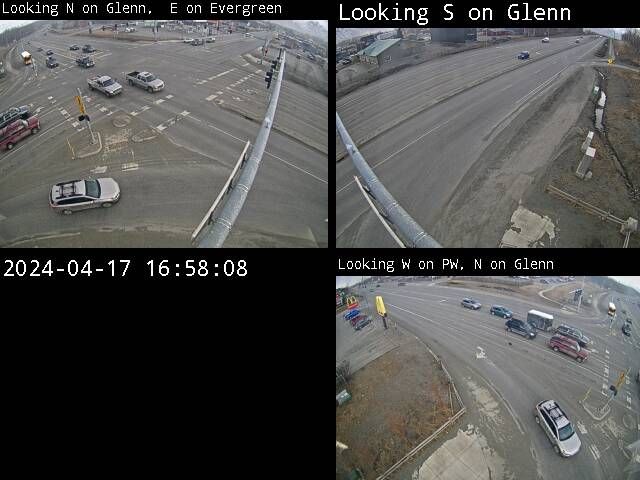 Looking N on Glenn, E on Evergreen
Looking S on Glenn
2024-04-17 16:58:08
Looking W on PW, N on Glenn